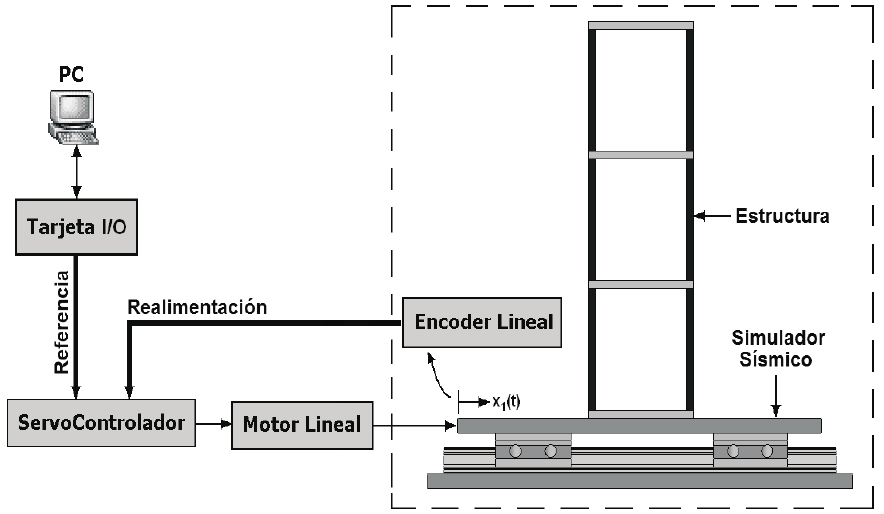 PC
Tarjeta I/O
Referencia
Realimentación
Encoder Lineal
ServoControlador
Motor Lineal
x₁(t)
Estructura
Simulador
Sísmico